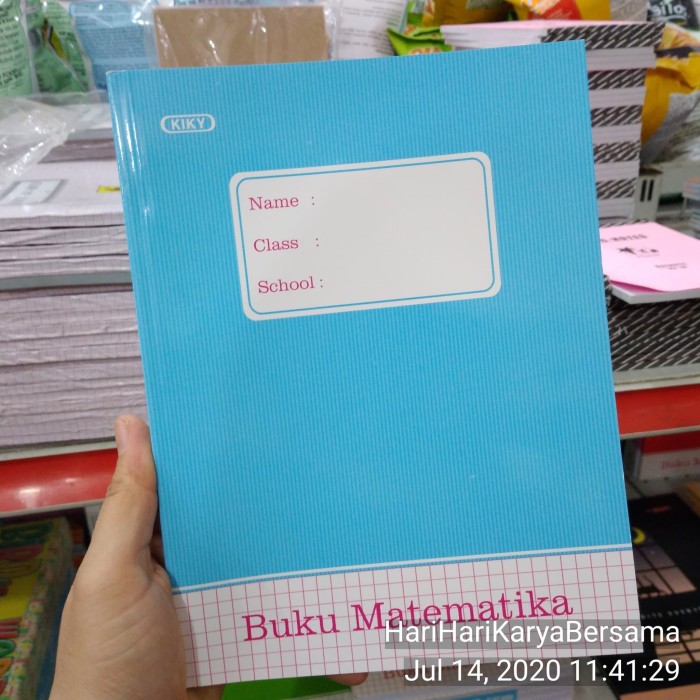 KIKY
Name :
Class :
School :
Buku Matematika
HariHariKaryaBersama
Jul 14, 2020 11:41:29